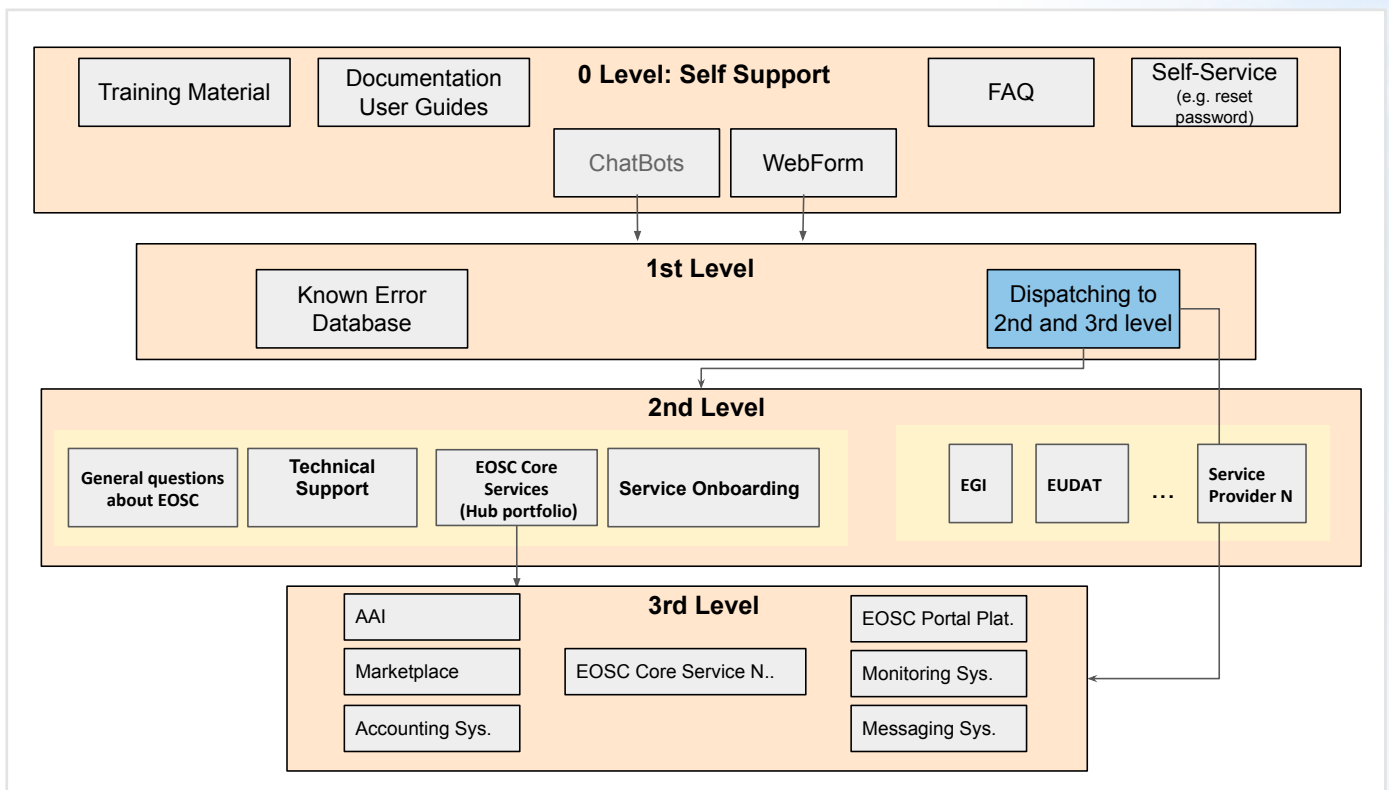 0 Level: Self Support
Training Material
Documentation
User Guides
FAQ
Self-Service
(e.g. reset
password)
ChatBots
WebForm
1st Level
Known Error
Database
Dispatching to
2nd and 3rd level
2nd Level
General questions
about EOSC
Technical
Support
EOSC Core
Services
(Hub portfolio)
Service Onboarding
EGI
EUDAT
...
Service
Provider N
3rd Level
AAI
Marketplace
Accounting Sys.
EOSC Core Service N..
EOSC Portal Plat.
Monitoring Sys.
Messaging Sys.